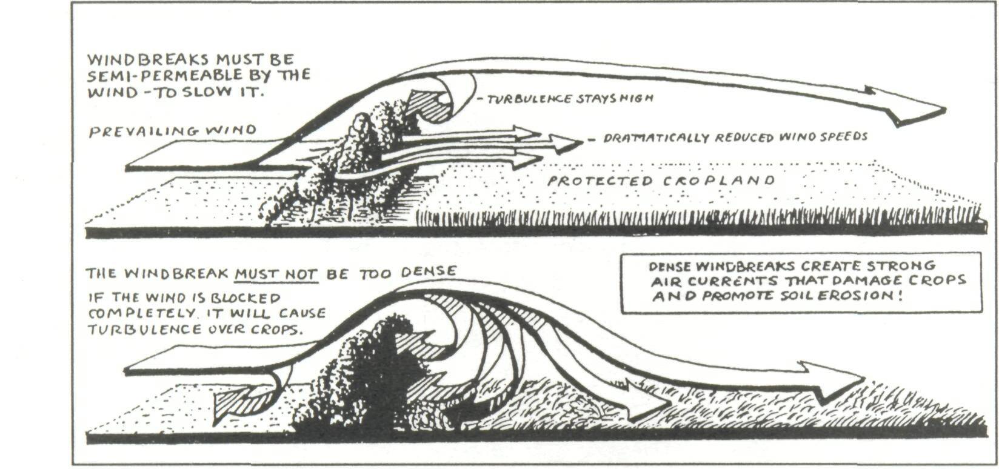 WINDBREAKS MUST BE
SEMI-PERMEABLE BY THE
WIND - TO SLOW IT.
- TURBULENCE STAYS HIGH
PREVAILING WIND
- DRAMATICALLY REDUCED WIND SPEEDS
PROTECTED CROPLAND
THE WINDBREAK MUST NOT BE TOO DENSE
IF THE WIND IS BLOCKED
COMPLETELY. IT WILL CAUSE
TURBULENCE OVER CROPS.
DENSE WINDBREAKS CREATE STRONG
AIR CURRENTS THAT DAMAGE CROPS
AND PROMOTE SOIL EROSION!